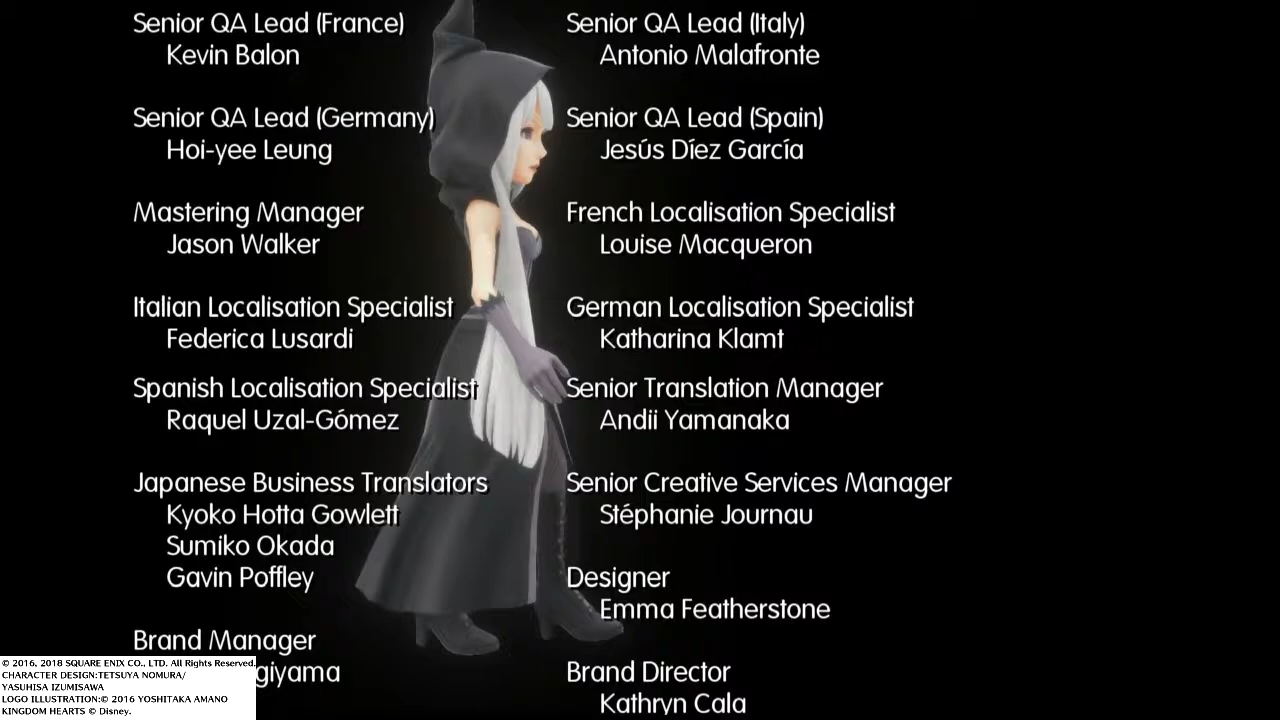 Senior QA Lead (France)
Kevin Balon
Senior QA Lead (Germany)
Hoi-yee Leung
Mastering Manager
Jason Walker
Italian Localisation Specialist
Federica Lusardi
Spanish Localisation Specialist
Raquel Uzal-Gómez
Japanese Business Translators
Kyoko Hotta Gowlett
Sumiko Okada
Gavin Poffley
Brand Manager
Senior QA Lead (Italy)
Antonio Malafronte
Senior QA Lead (Spain)
Jesús Díez García
French Localisation Specialist
Louise Macqueron
German Localisation Specialist
Katharina Klamt
Senior Translation Manager
Andii Yamanaka
Senior Creative Services Manager
Stéphanie Journau
Designer
Emma Featherstone
Brand Director
Kathryn Cala
© 2016, 2018 SQUARE ENIX CO., LTD. All Rights Reserved.
CHARACTER DESIGN:TETSUYA NOMURA/
YASUHISA IZUMISAWA
LOGO ILLUSTRATION:© 2016 YOSHITAKA AMANO
KINGDOM HEARTS © Disney.